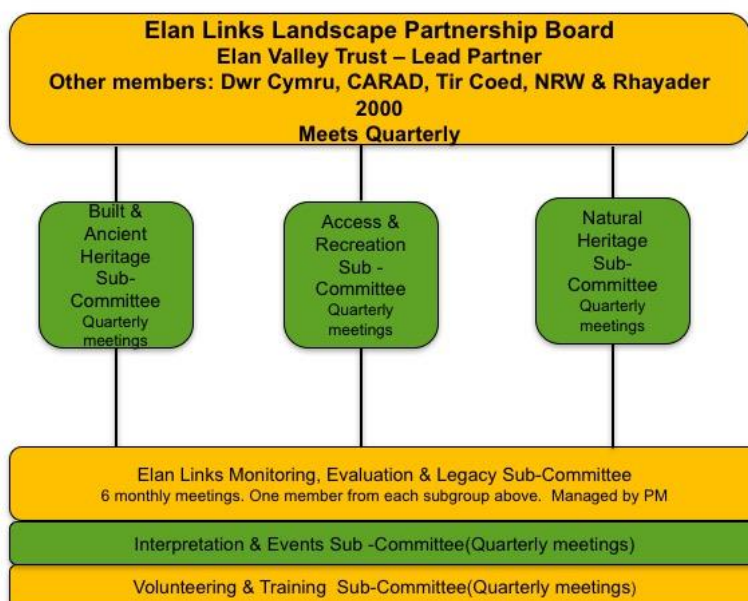 Elan Links Landscape Partnership Board
Elan Valley Trust – Lead Partner
Other members: Dwr Cymru, CARAD, Tir Coed, NRW & Rhayader
2000
Meets Quarterly
Built &
Ancient
Heritage
Sub-
Committee
Quarterly
meetings
Access &
Recreation
Sub -
Committee
Quarterly
meetings
Natural
Heritage
Sub-
Committee
Quarterly
meetings
Elan Links Monitoring, Evaluation & Legacy Sub-Committee
6 monthly meetings. One member from each subgroup above.  Managed by PM
Interpretation & Events Sub -Committee(Quarterly meetings)
Volunteering & Training  Sub-Committee(Quarterly meetings)